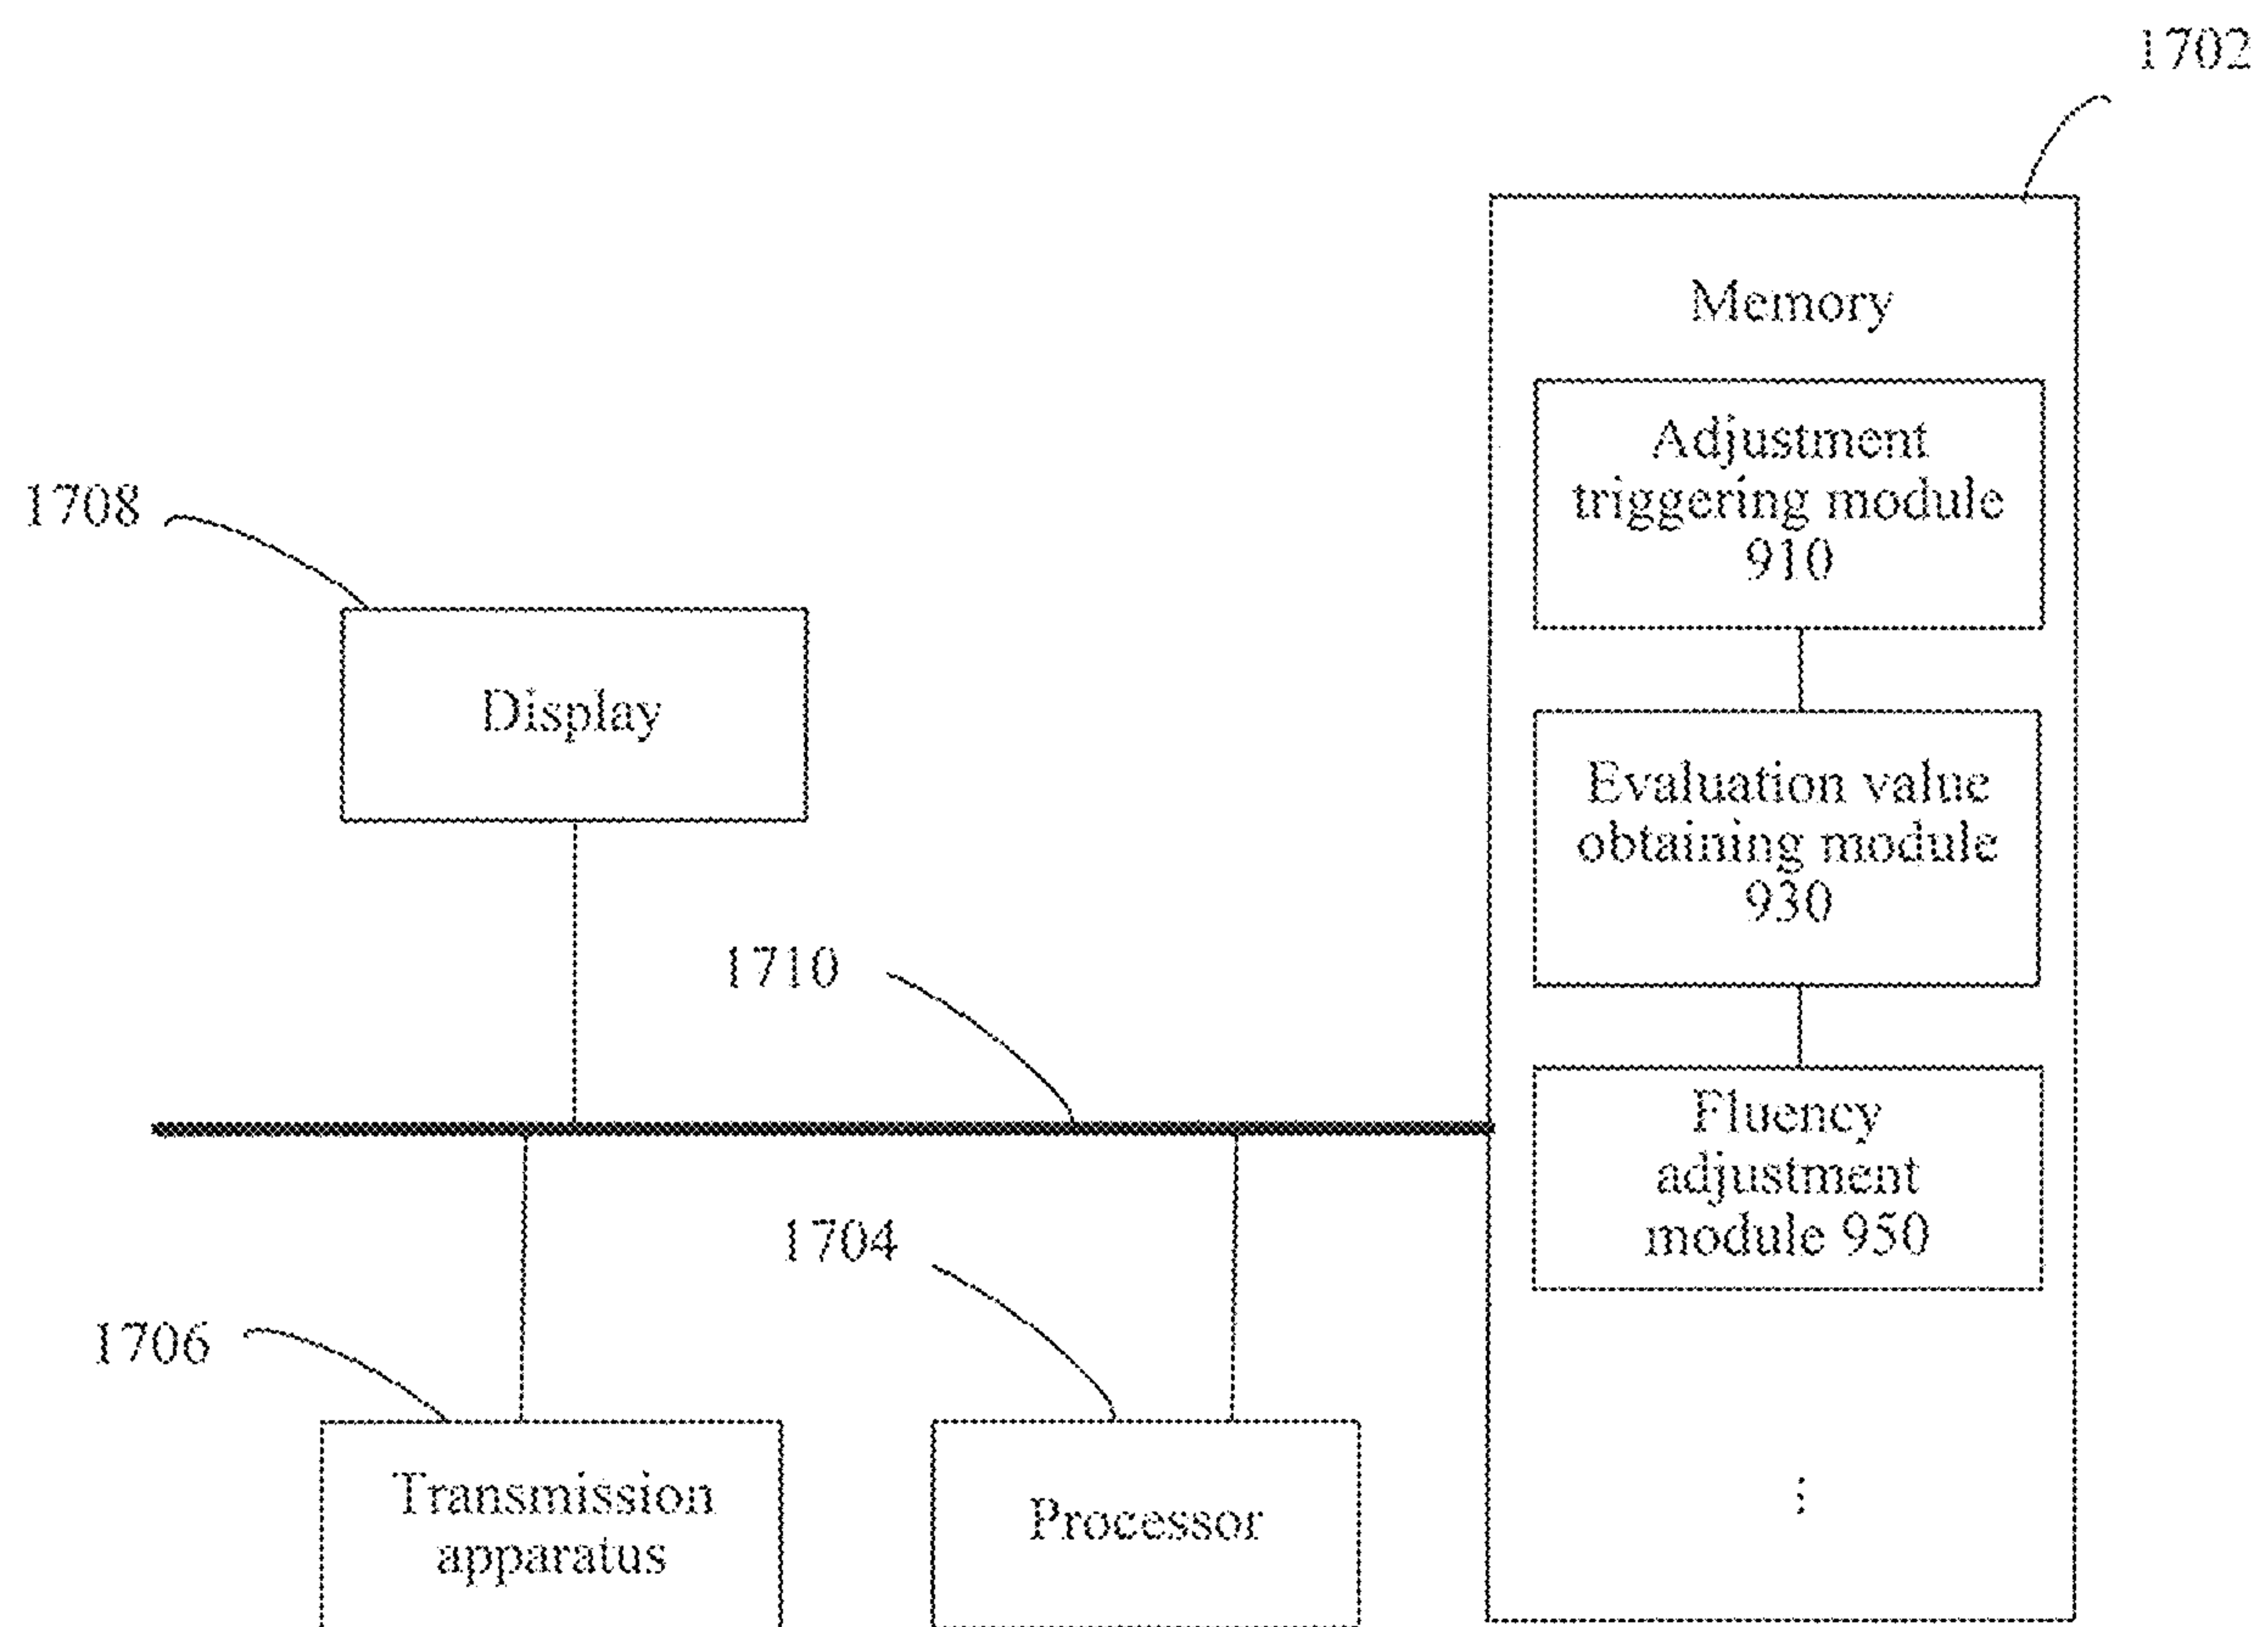 1702
Memory
Adjustment
triggering module
910
1708
Display
Evaluation value
obtaining module
930
1710
Fluency
adjustment
module 950
1704
1706
Transmission
apparatus
Processor
⋮